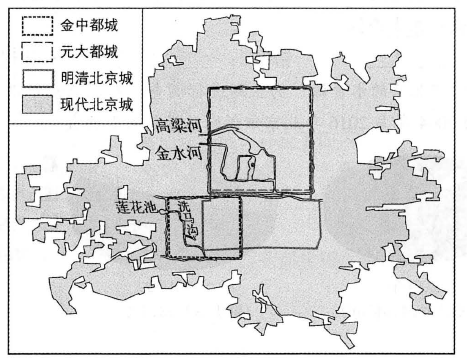 金中都城
元大都城
明清北京城
现代北京城
高梁河
金水河
莲花池
洗马沟